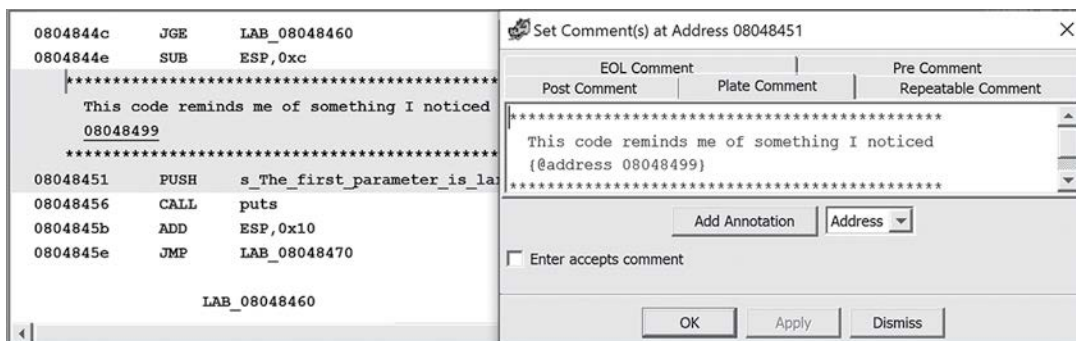 0804844c JGE LAB_08048460
0804844e SUB ESP,0xc
***********************************************
This code reminds me of something I noticed
08048499
***********************************************
08048451 PUSH s_The_first_parameter_is_la
08048456 CALL puts
0804845b ADD ESP,0x10
0804845e JMP LAB_08048470
LAB_08048460
Set Comment(s) at Address 08048451
EOL Comment Pre Comment
Post Comment Plate Comment Repeatable Comment
***********************************************
This code reminds me of something I noticed
{@address 08048499}
***********************************************
Add Annotation Address
Enter accepts comment
OK Apply Dismiss